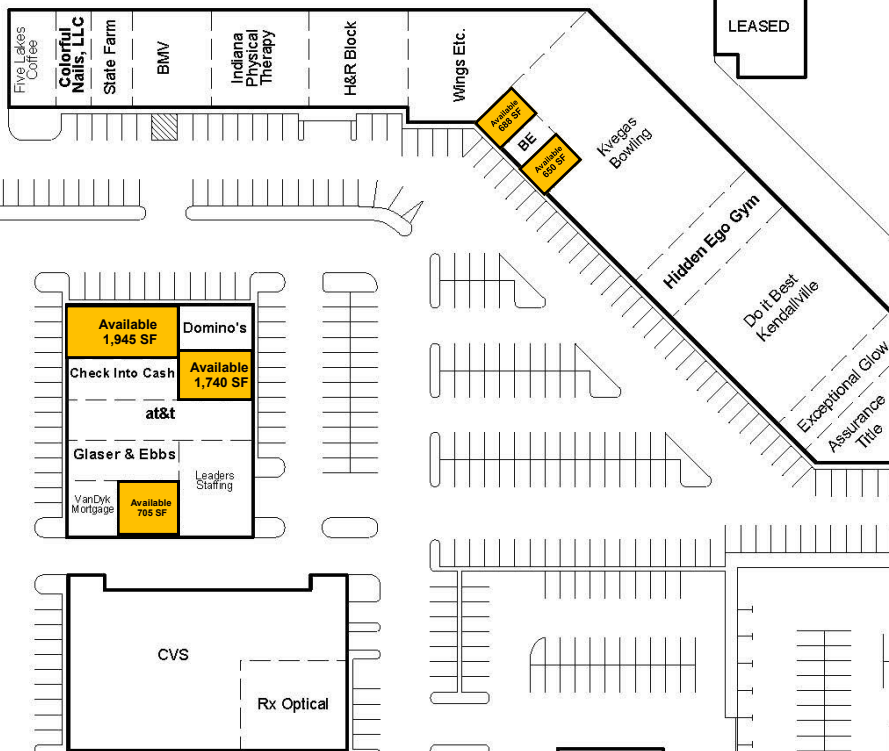 Five Lakes
Coffee
Colorful
Nails, LLC
State Farm
BMV
Indiana
Physical
Therapy
H&R Block
Wings Etc.
LEASED
Available
688 SF
BE
Available
650 SF
Kvegas
Bowling
Hidden Ego Gym
Do it Best
Kendallville
Exceptional Glow
Assurance
Title
Available
1,945 SF
Domino's
Check Into Cash
Available
1,740 SF
at&t
Glaser & Ebbs
Leaders
Staffing
VanDyk
Mortgage
Available
705 SF
CVS
Rx Optical